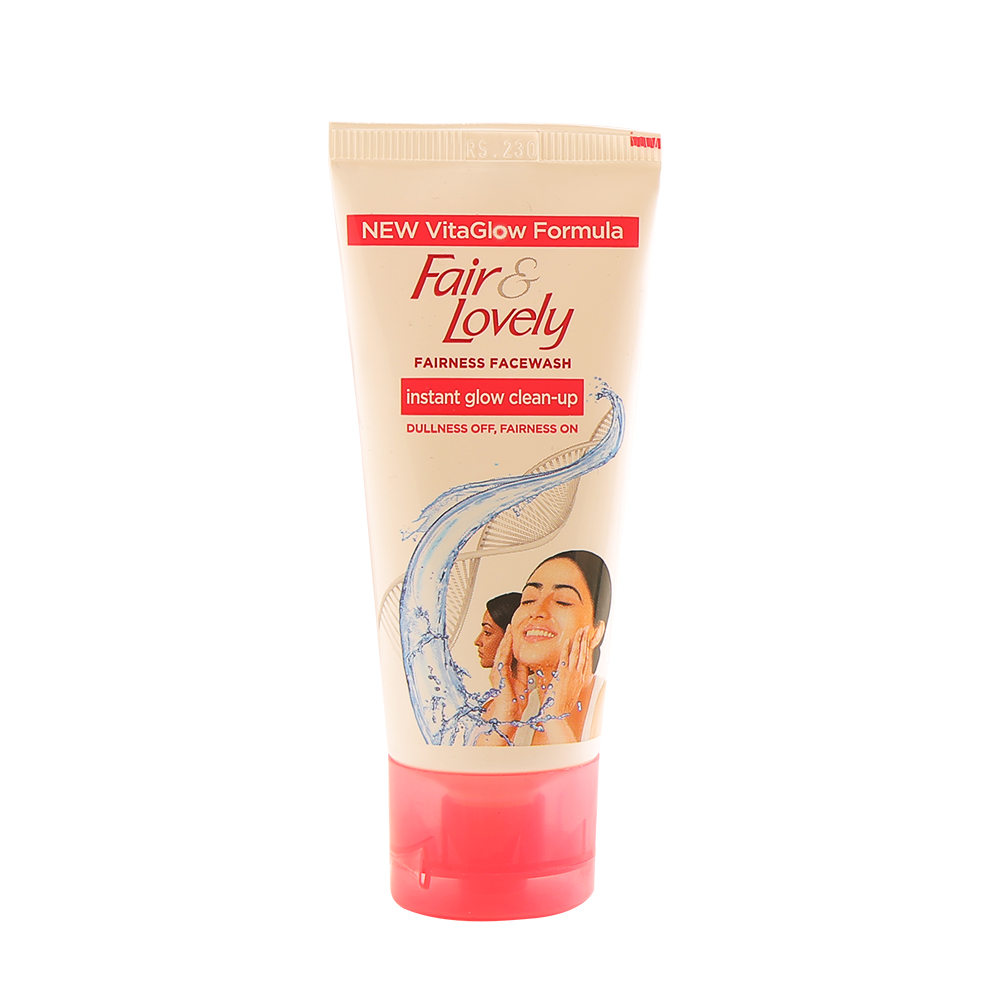 RS.230
NEW VitaGlow Formula
Fair &
Lovely
FAIRNESS FACEWASH
instant glow clean-up
DULLNESS OFF, FAIRNESS ON